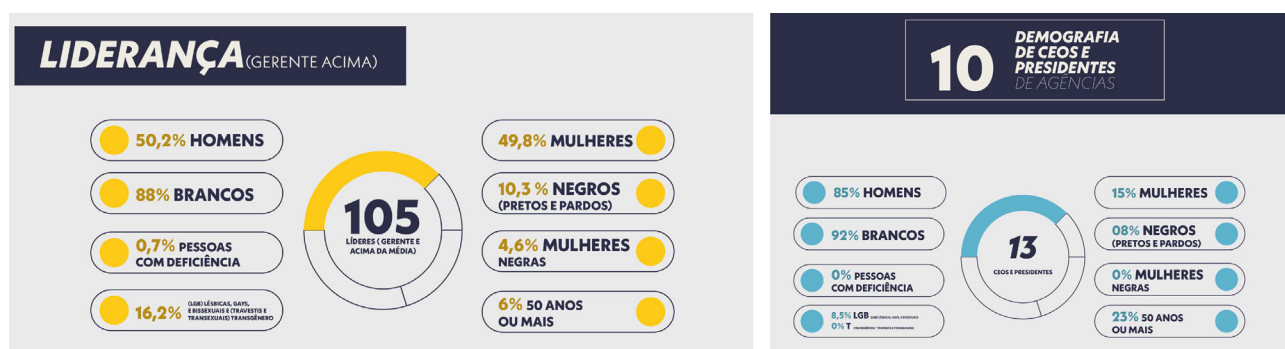 LIDERANÇA (GERENTE ACIMA)
50,2% HOMENS
88% BRANCOS
0,7% PESSOAS
COM DEFICIÊNCIA
16,2% (LGB) LÉSBICAS, GAYS,
E BISSEXUAIS E (TRAVESTIS E
TRANSEXUAIS) TRANSGÊNERO
105
LÍDERES ( GERENTE E
ACIMA DA MÉDIA)
49,8% MULHERES
10,3 % NEGROS
(PRETOS E PARDOS)
4,6% MULHERES
NEGRAS
6% 50 ANOS
OU MAIS
10
DEMOGRAFIA
DE CEOS E
PRESIDENTES
DE AGÊNCIAS
85% HOMENS
92% BRANCOS
0% PESSOAS
COM DEFICIÊNCIA
8,5% LGB
0% T
13
CEOS E PRESIDENTES
15% MULHERES
08% NEGROS
(PRETOS E PARDOS)
0% MULHERES
NEGRAS
23% 50 ANOS
OU MAIS